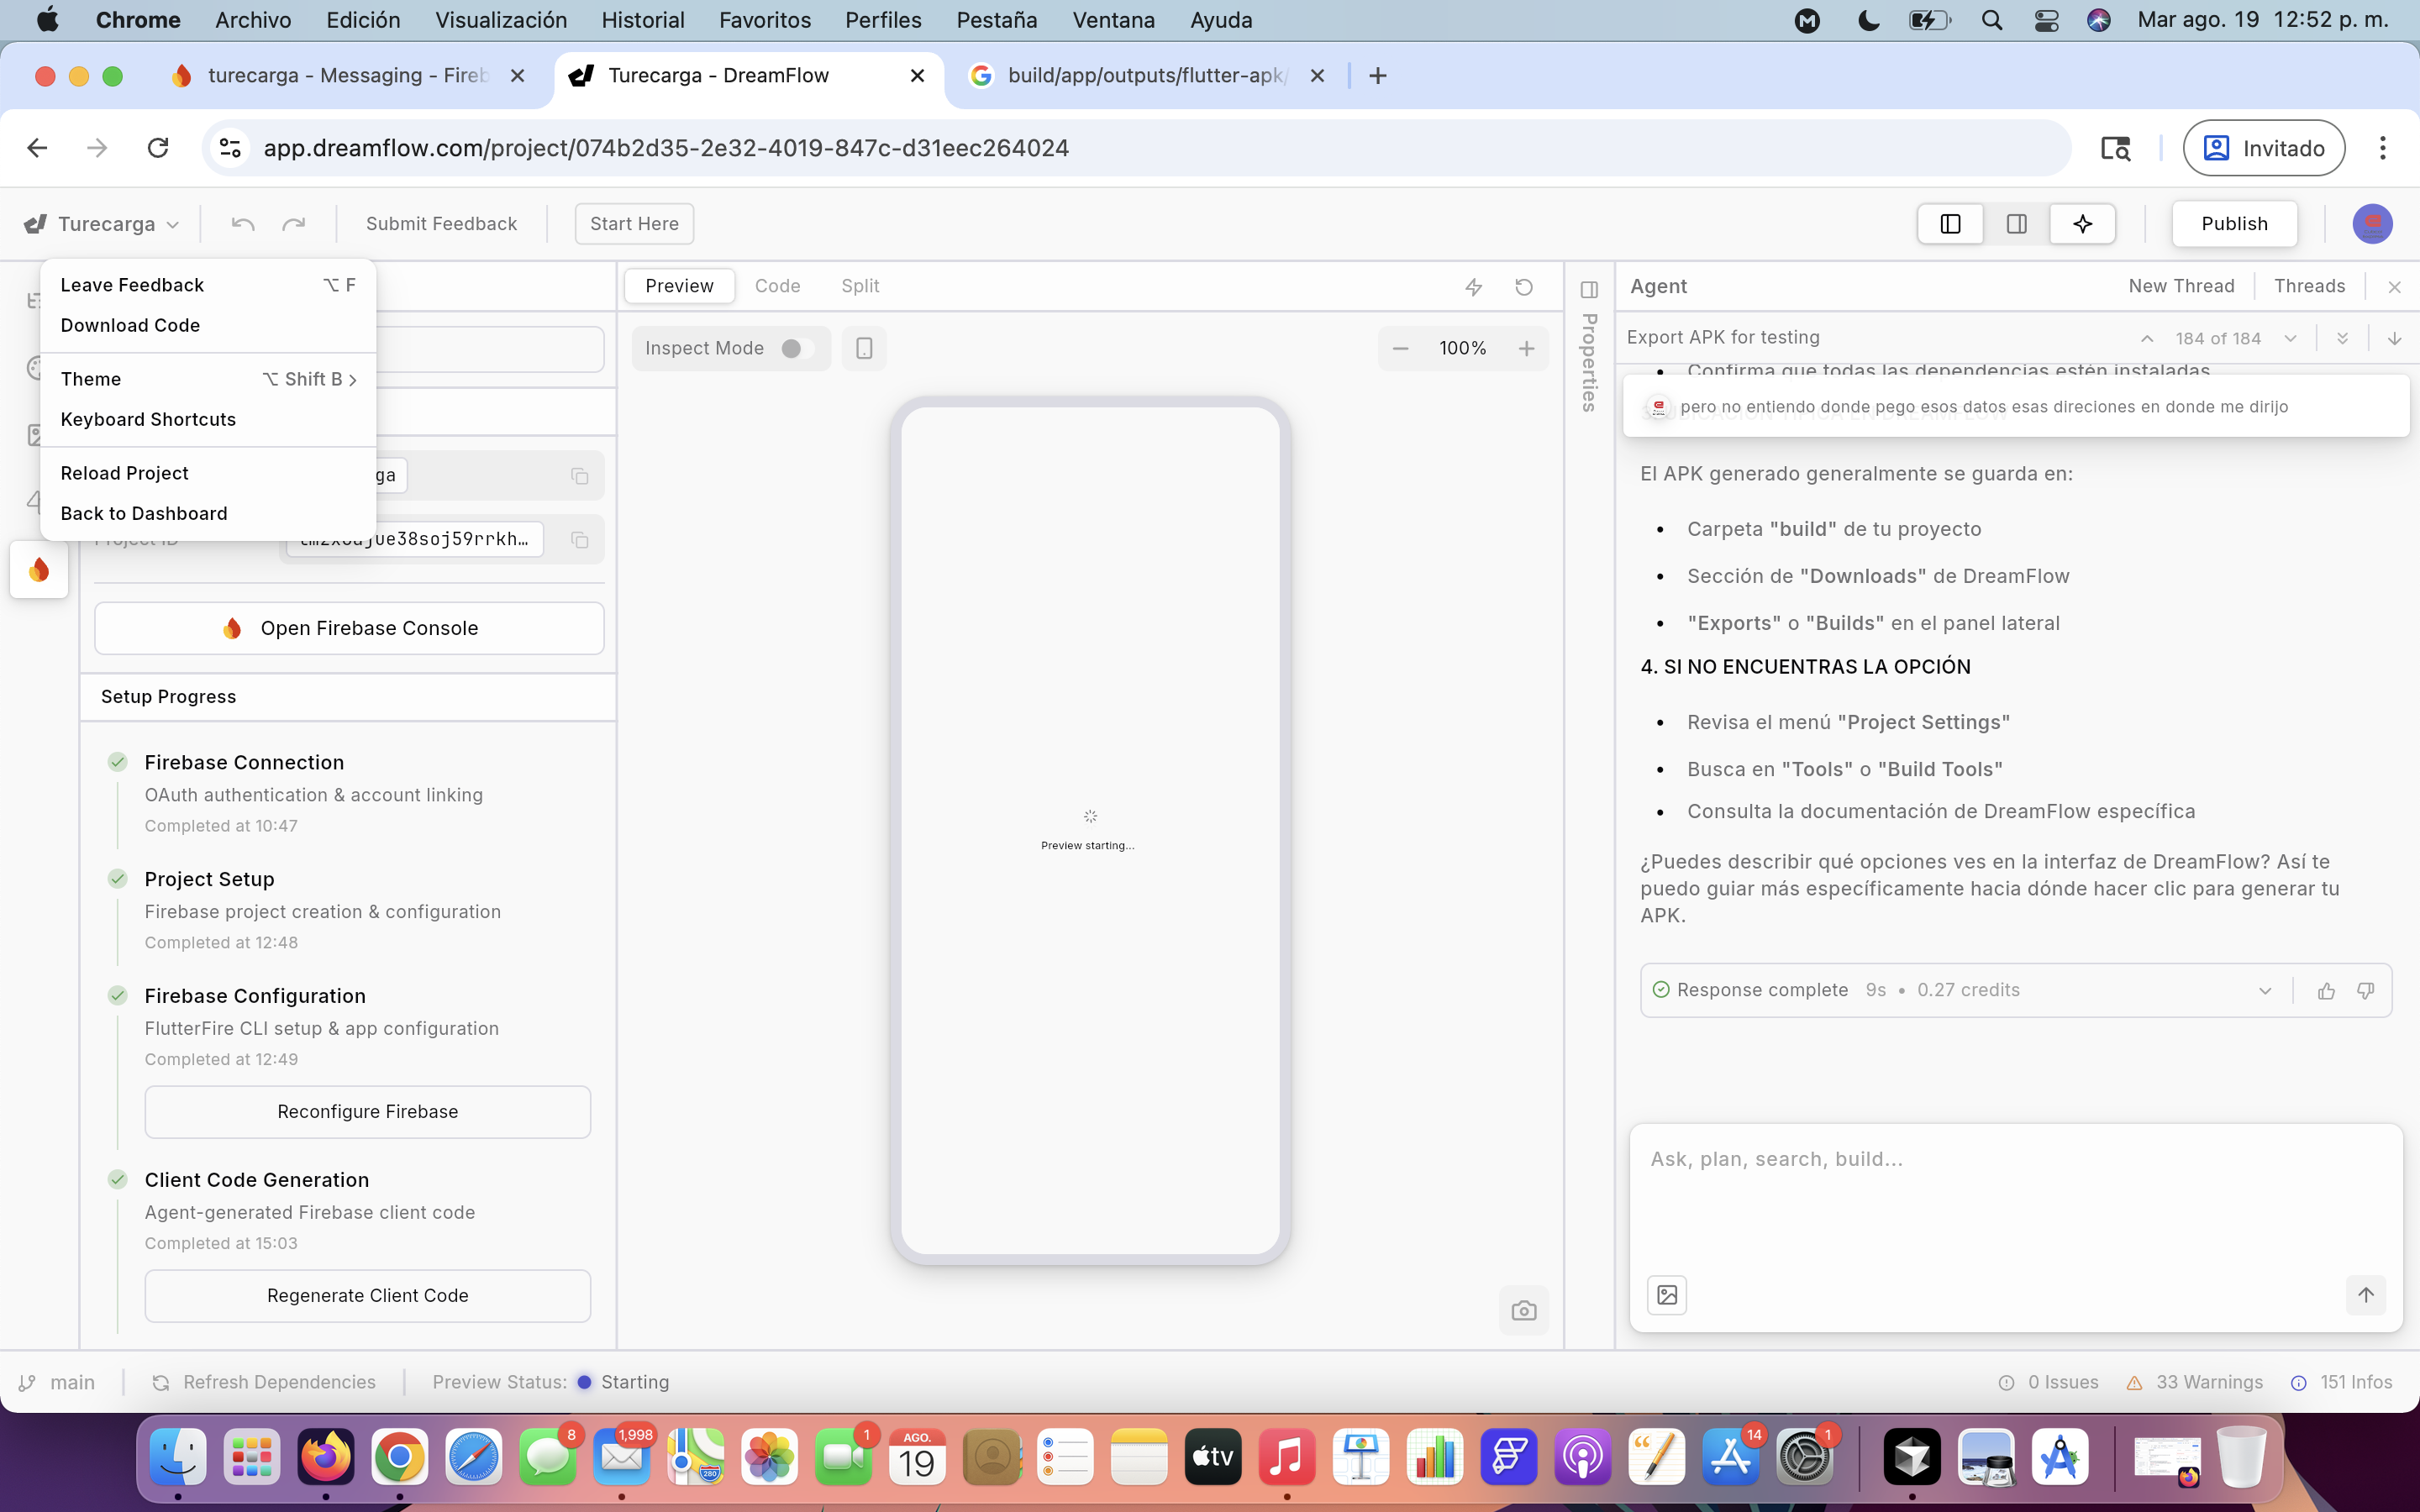 Chrome Archivo Edición Visualización Historial Favoritos Perfiles Pestaña Ventana Ayuda
Mar ago. 19 12:52 p. m.
turecarga - Messaging - Fireb
Turecarga - DreamFlow
build/app/outputs/flutter-apk/
app.dreamflow.com/project/074b2d35-2e32-4019-847c-d31eec264024
Invitado
Turecarga
Submit Feedback
Start Here
Publish
Leave Feedback ⌥ F
Download Code
Theme ⌥ Shift B
Keyboard Shortcuts
Reload Project
Back to Dashboard
ga
Project ID
Open Firebase Console
Setup Progress
Firebase Connection
OAuth authentication & account linking
Completed at 10:47
Project Setup
Firebase project creation & configuration
Completed at 12:48
Firebase Configuration
FlutterFire CLI setup & app configuration
Completed at 12:49
Reconfigure Firebase
Client Code Generation
Agent-generated Firebase client code
Completed at 15:03
Regenerate Client Code
Preview Code Split
Inspect Mode
100%
Preview starting...
Properties
Agent
New Thread
Threads
Export APK for testing
184 of 184
Confirma que todas las dependencias estén instaladas
pero no entiendo donde pego esos datos esas direciones en donde me dirijo
El APK generado generalmente se guarda en:
• Carpeta "build" de tu proyecto
• Sección de "Downloads" de DreamFlow
• "Exports" o "Builds" en el panel lateral
4. SI NO ENCUENTRAS LA OPCIÓN
• Revisa el menú "Project Settings"
• Busca en "Tools" o "Build Tools"
• Consulta la documentación de DreamFlow específica
¿Puedes describir qué opciones ves en la interfaz de DreamFlow? Así te
puedo guiar más específicamente hacia dónde hacer clic para generar tu
APK.
Response complete 9s • 0.27 credits
Ask, plan, search, build...
main
Refresh Dependencies
Preview Status: Starting
0 Issues
33 Warnings
151 Infos
8
1,998
1
AGO.
19
tv
14
1
280